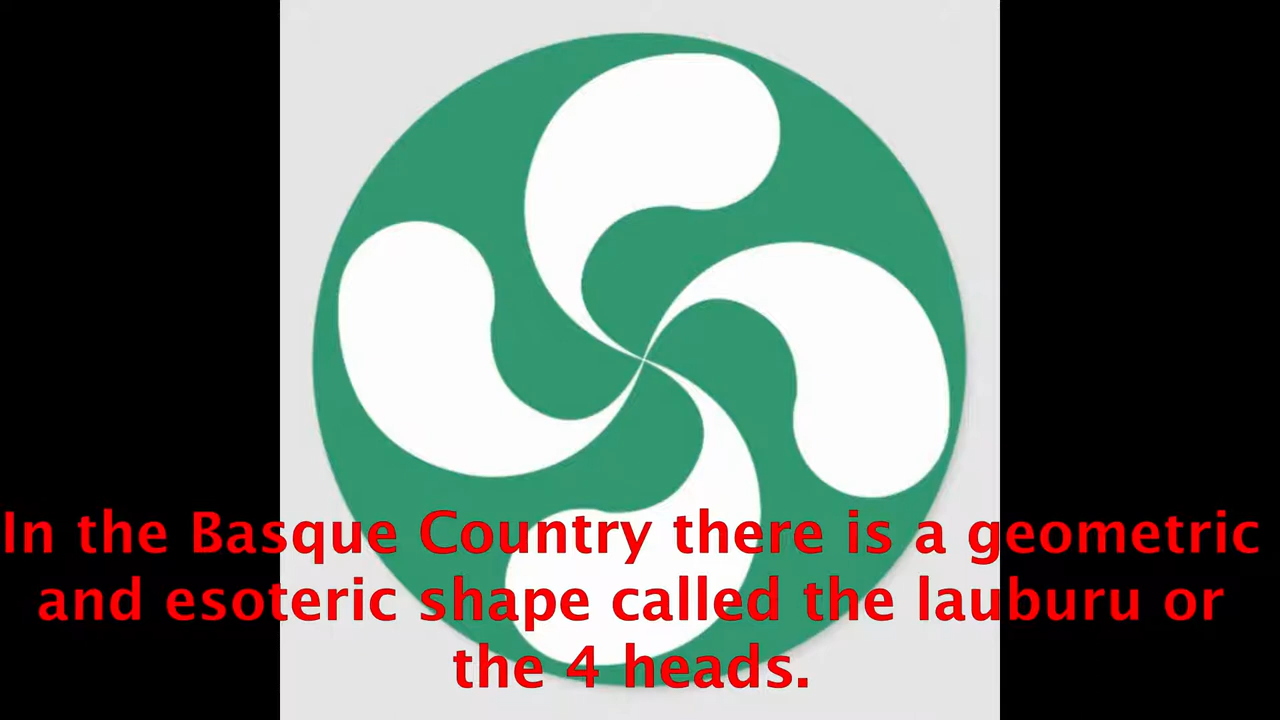 In the Basque Country there is a geometric
and esoteric shape called the lauburu or
the 4 heads.